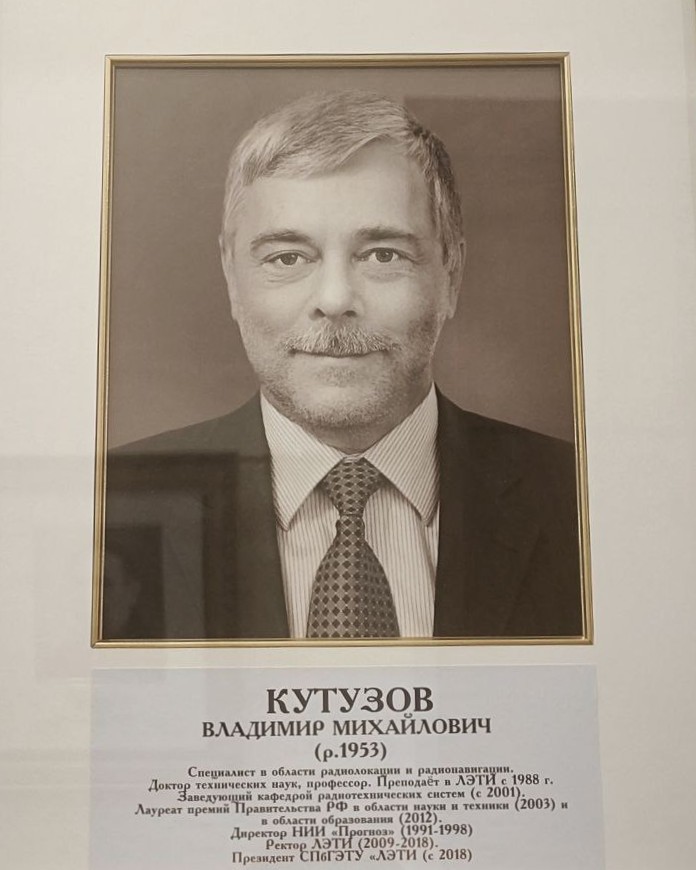 КУТУЗОВ
ВЛАДИМИР МИХАЙЛОВИЧ
(р.1953)
Специалист в области радиолокации и радионавигации.
Доктор технических наук, профессор. Преподаёт в ЛЭТИ с 1988 г.
Заведующий кафедрой радиотехнических систем (с 2001).
Лауреат премий Правительства РФ в области науки и техники (2003) и
в области образования (2012).
Директор НИИ «Прогноз» (1991-1998)
Ректор ЛЭТИ (2009-2018).
Президент СПбГЭТУ «ЛЭТИ (с 2018)